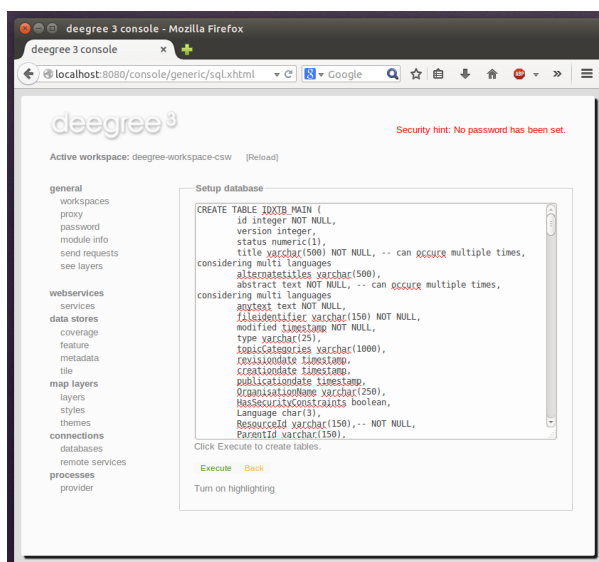 deegree 3 console - Mozilla Firefox
deegree 3 console
localhost:8080/console/generic/sql.xhtml
Google
ABP
deegree 3
Security hint: No password has been set.
Active workspace: deegree-workspace-csw [Reload]
general
workspaces
proxy
password
module info
send requests
see layers
webservices
services
data stores
coverage
feature
metadata
tile
map layers
layers
styles
themes
connections
databases
remote services
processes
provider
Setup database
CREATE TABLE IDXTB_MAIN (
id integer NOT NULL,
version integer,
status numeric(1),
title varchar(500) NOT NULL, -- can occure multiple times,
considering multi languages
alternatetitles varchar(500),
abstract text NOT NULL, -- can occure multiple times,
considering multi languages
anytext text NOT NULL,
fileidentifier varchar(150) NOT NULL,
modified timestamp NOT NULL,
type varchar(25),
topicCategories varchar(1000),
revisiondate timestamp,
creationdate timestamp,
publicationdate timestamp,
OrganisationName varchar(250),
HasSecurityConstraints boolean,
Language char(3),
ResourceId varchar(150),-- NOT NULL,
ParentId varchar(150),
Click Execute to create tables.
Execute Back
Turn on highlighting